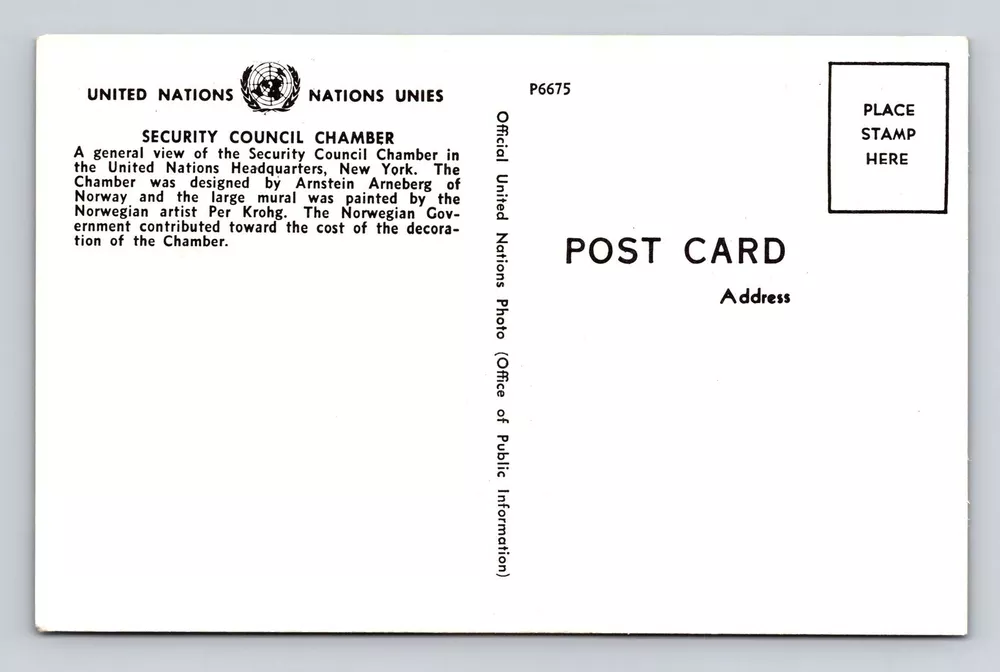 UNITED NATIONS NATIONS UNIES
SECURITY COUNCIL CHAMBER
A general view of the Security Council Chamber in
the United Nations Headquarters, New York. The
Chamber was designed by Arnstein Arneberg of
Norway and the large mural was painted by the
Norwegian artist Per Krohg. The Norwegian Gov-
ernment contributed toward the cost of the decora-
tion of the Chamber.
Official United Nations Photo (Office of Public Information)
P6675
PLACE
STAMP
HERE
POST CARD
Address